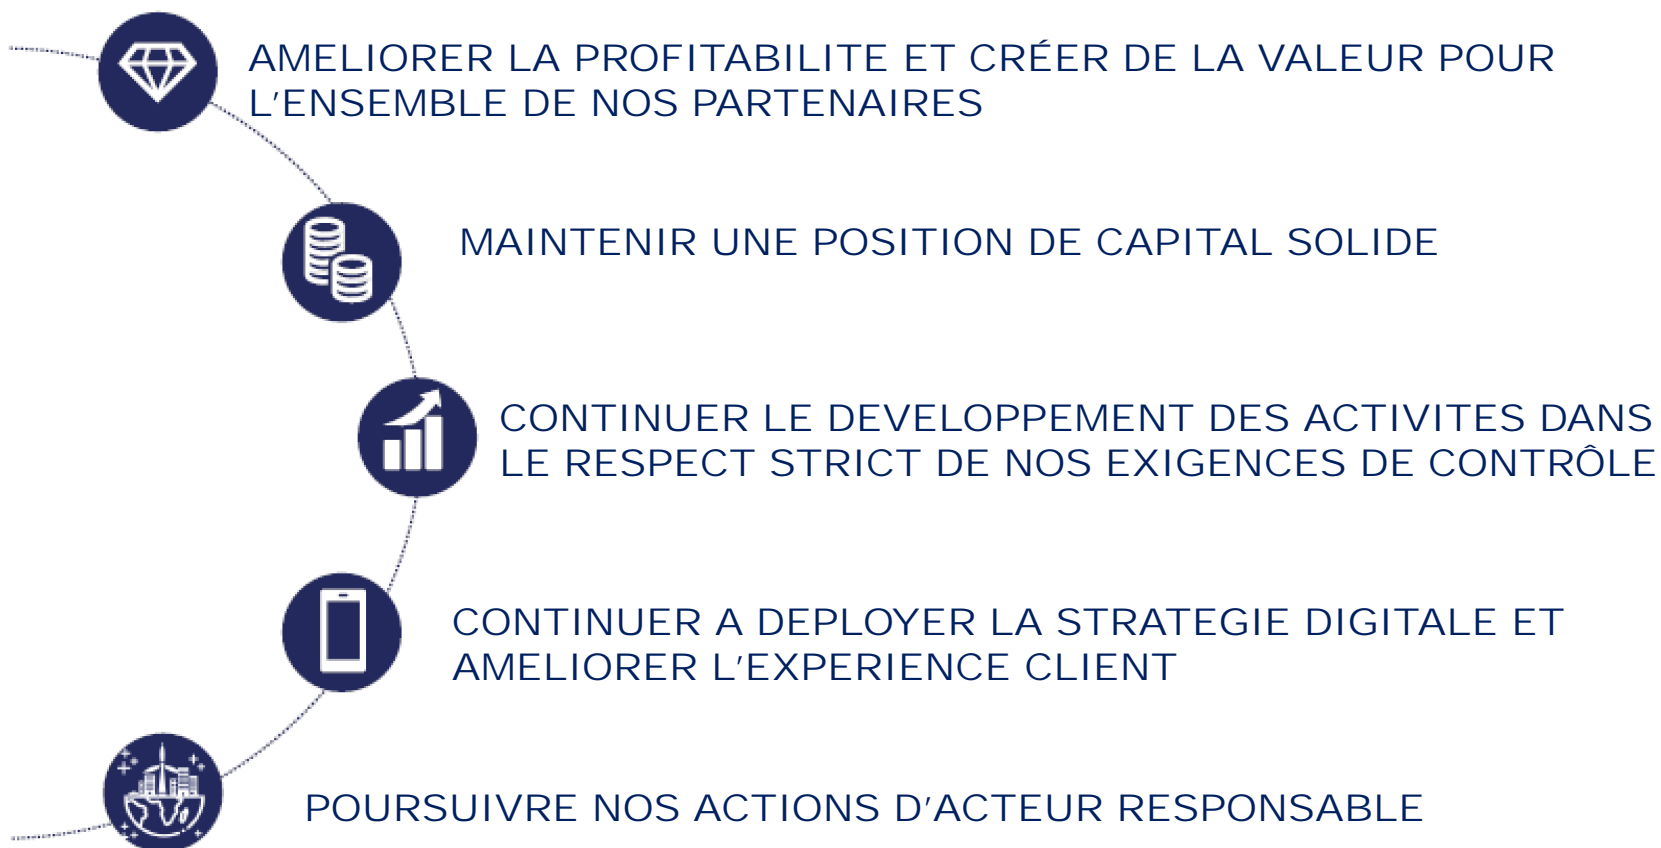 AMELIORER LA PROFITABILITE ET CRÉER DE LA VALEUR POUR
L'ENSEMBLE DE NOS PARTENAIRES
MAINTENIR UNE POSITION DE CAPITAL SOLIDE
CONTINUER LE DEVELOPPEMENT DES ACTIVITES DANS
LE RESPECT STRICT DE NOS EXIGENCES DE CONTRÔLE
CONTINUER A DEPLOYER LA STRATEGIE DIGITALE ET
AMELIORER L'EXPERIENCE CLIENT
POURSUIVRE NOS ACTIONS D'ACTEUR RESPONSABLE